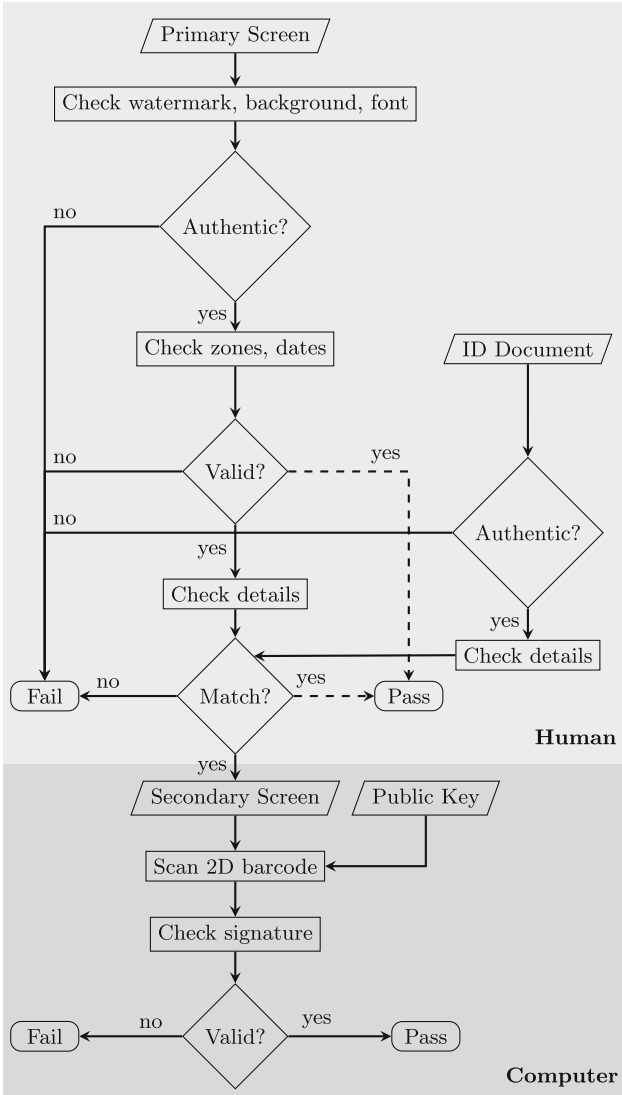 Primary Screen
Check watermark, background, font
Authentic?
no
yes
Check zones, dates
ID Document
Valid?
no
yes
yes
Authentic?
no
yes
Check details
Check details
Match?
no
yes
Fail
Pass
Human
yes
Secondary Screen
Public Key
Scan 2D barcode
Check signature
Valid?
no
yes
Fail
Pass
Computer